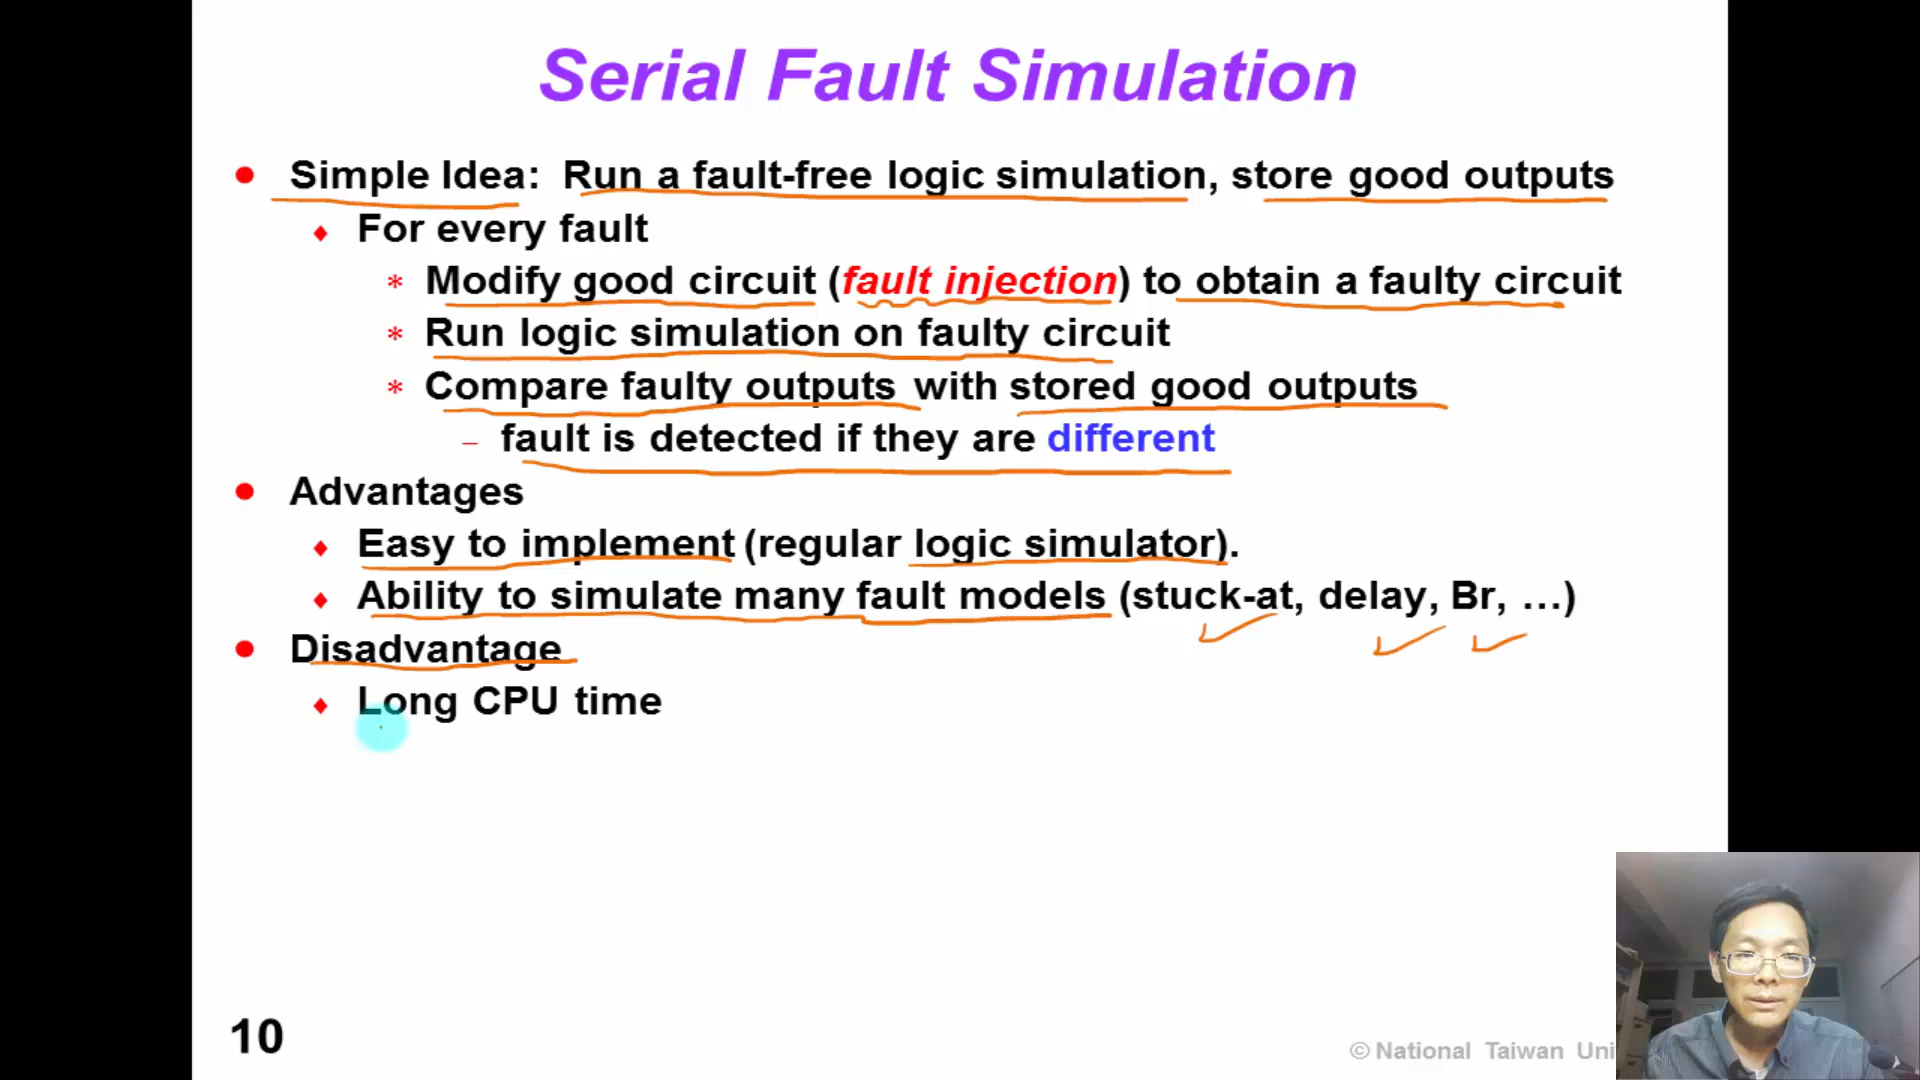 Serial Fault Simulation
● Simple Idea: Run a fault-free logic simulation, store good outputs
♦ For every fault
* Modify good circuit (fault injection) to obtain a faulty circuit
* Run logic simulation on faulty circuit
* Compare faulty outputs with stored good outputs
– fault is detected if they are different
● Advantages
♦ Easy to implement (regular logic simulator).
♦ Ability to simulate many fault models (stuck-at, delay, Br, …)
● Disadvantage
♦ Long CPU time
10
© National Taiwan Uni